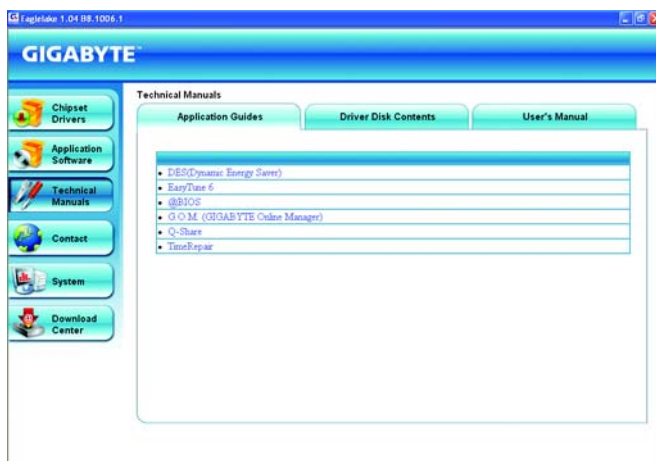 Eaglelake 1.04 B8.1006.1
GIGABYTE™
Chipset
Drivers
Application
Software
Technical
Manuals
Contact
System
Download
Center
Technical Manuals
Application Guides
Driver Disk Contents
User's Manual
DES(Dynamic Energy Saver)
EasyTune 6
@BIOS
G.O.M. (GIGABYTE Online Manager)
Q-Share
TimeRepair